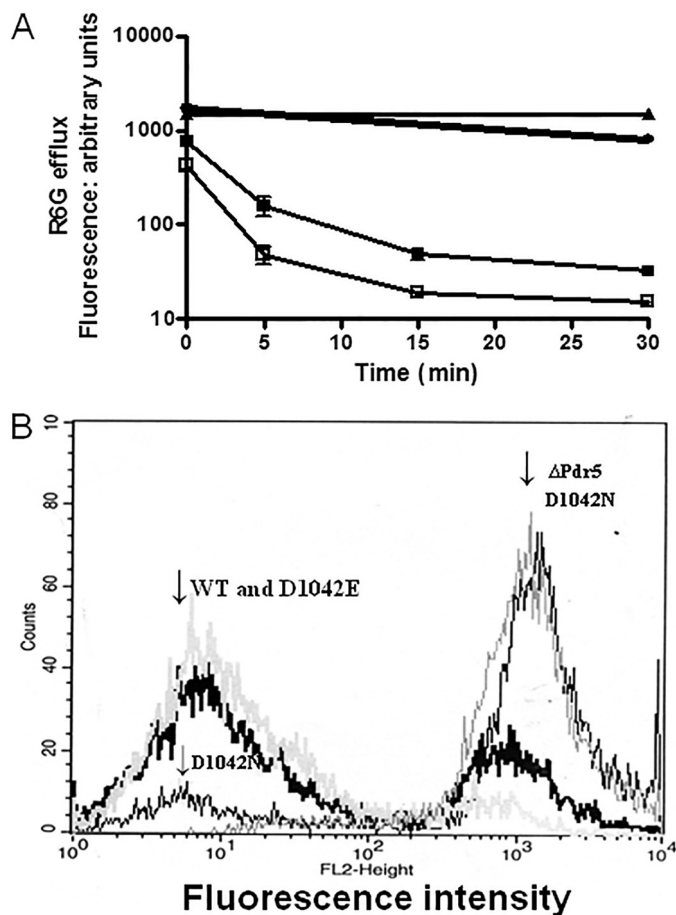 A
R6G efflux
Fluorescence: arbitrary units
10000
1000
100
10
0 5 10 15 20 25 30
Time (min)
B
Counts
10
80
60
40
20
0
WT and D1042E
D1042N
ΔPdr5
D1042N
10⁰ 10¹ 10² 10³ 10⁴
FL2-Height
Fluorescence intensity